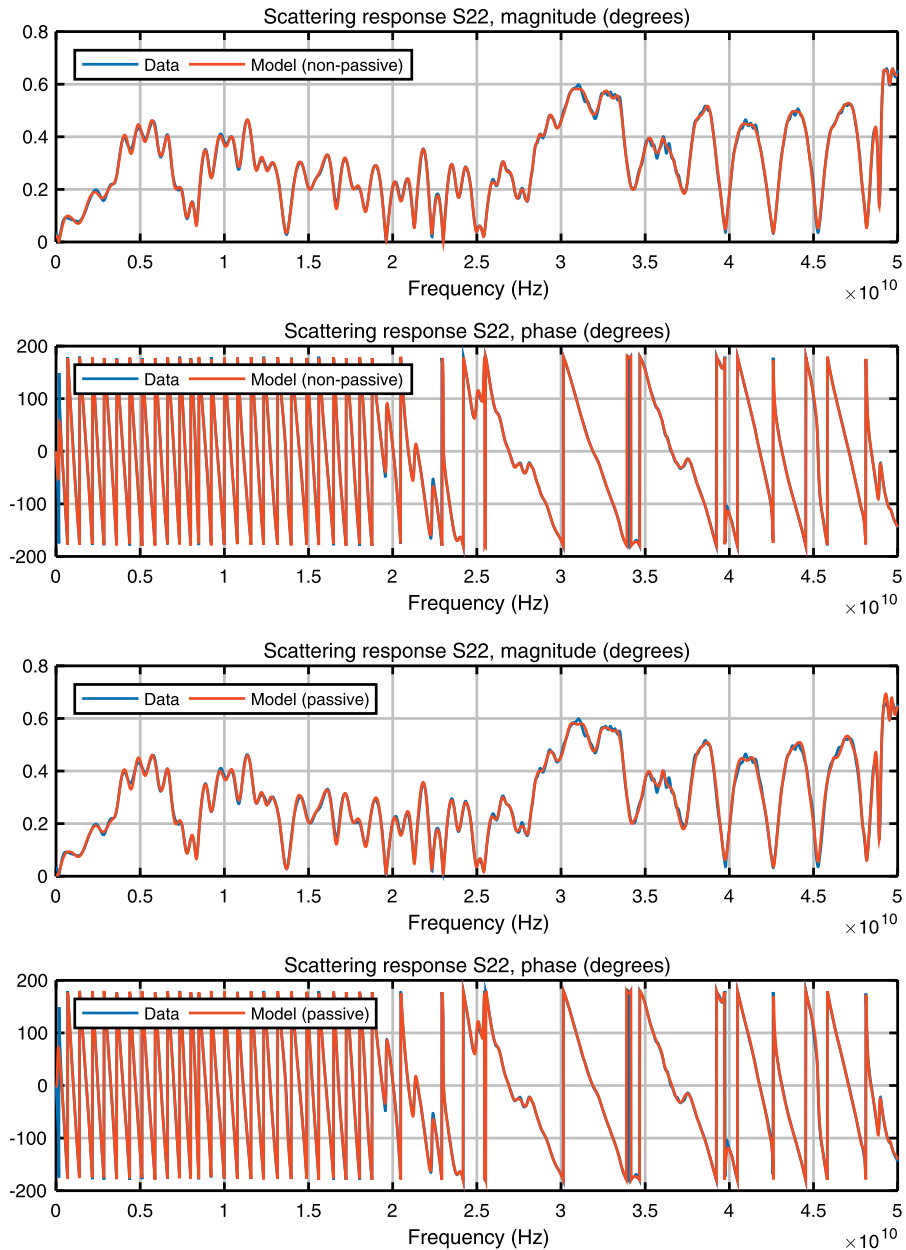 Scattering response S22, magnitude (degrees)
0.8
0.6
0.4
0.2
0
Data
Model (non-passive)
0 0.5 1 1.5 2 2.5 3 3.5 4 4.5 5
Frequency (Hz)
×10^10
Scattering response S22, phase (degrees)
200
100
0
-100
-200
Data
Model (non-passive)
0 0.5 1 1.5 2 2.5 3 3.5 4 4.5 5
Frequency (Hz)
×10^10
Scattering response S22, magnitude (degrees)
0.8
0.6
0.4
0.2
0
Data
Model (passive)
0 0.5 1 1.5 2 2.5 3 3.5 4 4.5 5
Frequency (Hz)
×10^10
Scattering response S22, phase (degrees)
200
100
0
-100
-200
Data
Model (passive)
0 0.5 1 1.5 2 2.5 3 3.5 4 4.5 5
Frequency (Hz)
×10^10